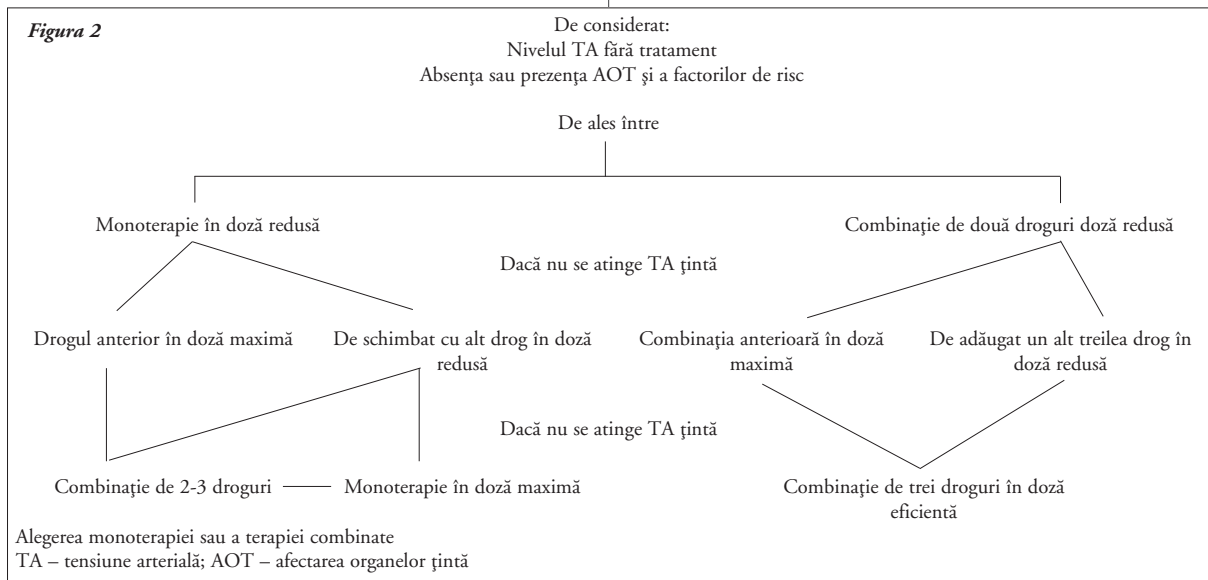 Figura 2
De considerat:
Nivelul TA fără tratament
Absenţa sau prezenţa AOT şi a factorilor de risc
De ales între
Monoterapie în doză redusă
Combinaţie de două droguri doză redusă
Dacă nu se atinge TA ţintă
Drogul anterior în doză maximă
De schimbat cu alt drog în doză
redusă
Combinaţia anterioară în doză
maximă
De adăugat un alt treilea drog în
doză redusă
Dacă nu se atinge TA ţintă
Combinaţie de 2-3 droguri
Monoterapie în doză maximă
Combinaţie de trei droguri în doză
eficientă
Alegerea monoterapiei sau a terapiei combinate
TA – tensiune arterială; AOT – afectarea organelor ţintă